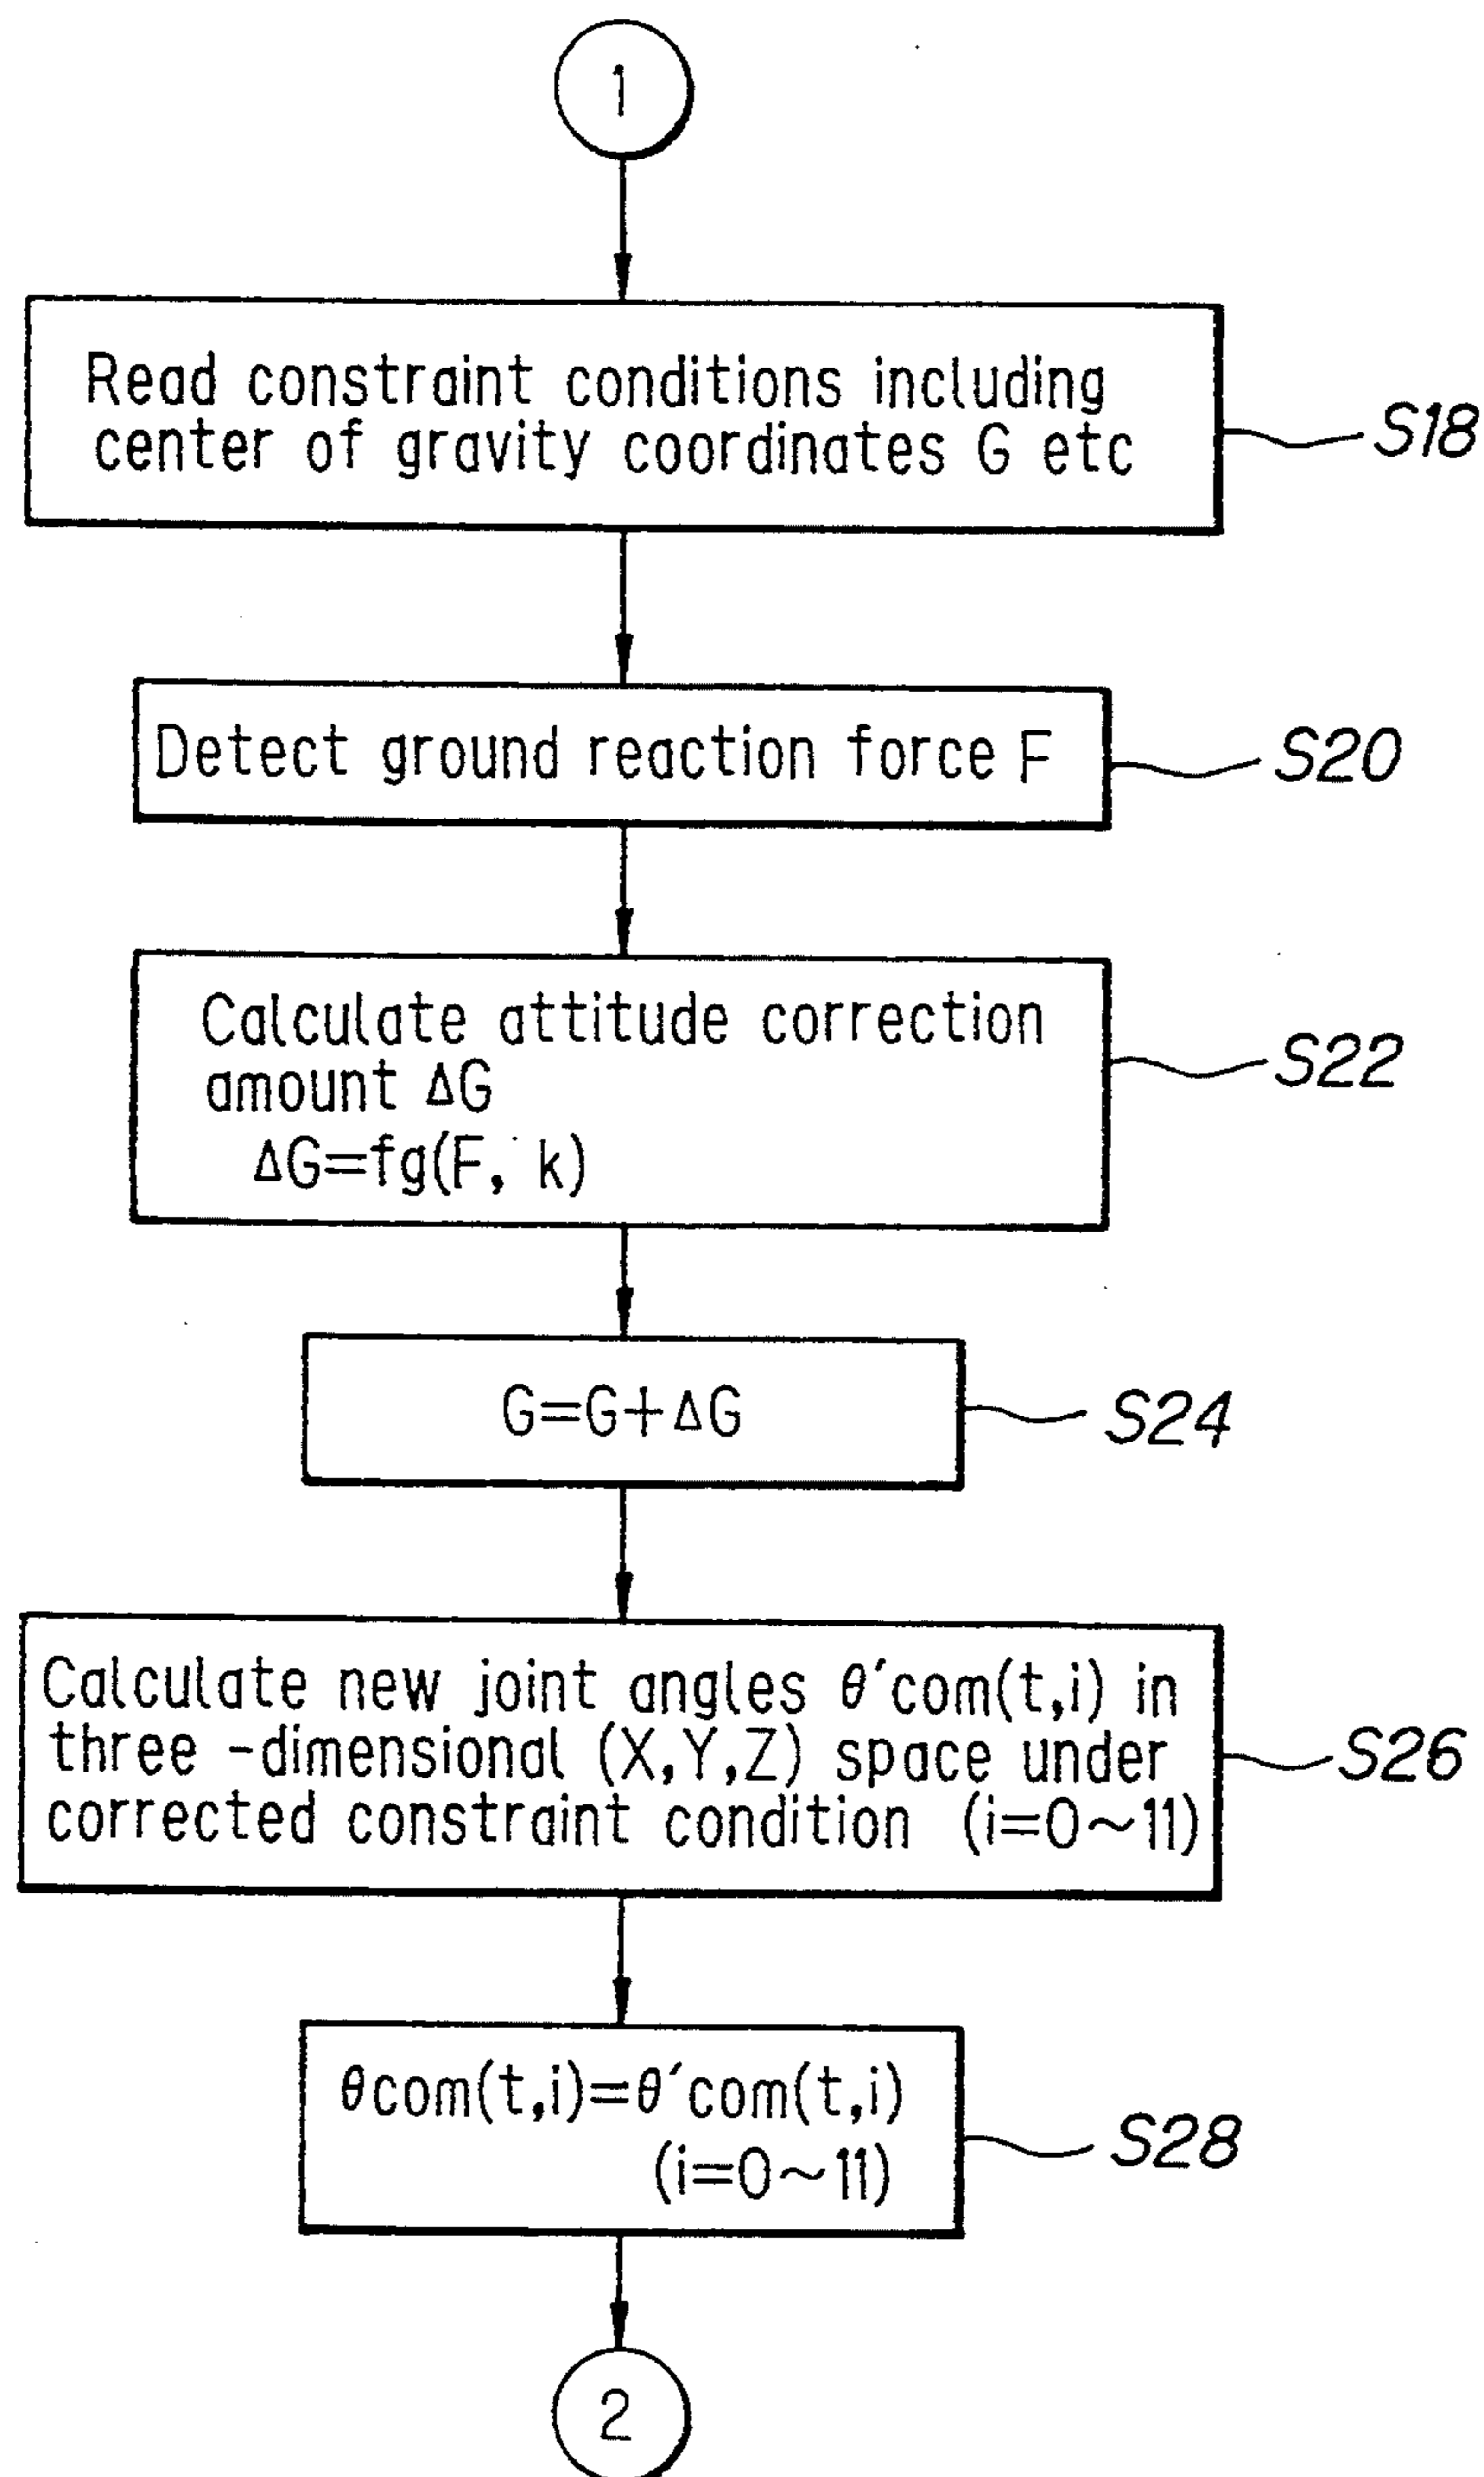 1
Read constraint conditions including
center of gravity coordinates G etc
S18
Detect ground reaction force F
S20
Calculate attitude correction
amount ΔG
ΔG=fg(F, k)
S22
G=G+ΔG
S24
Calculate new joint angles θ′com(t,i) in
three -dimensional (X,Y,Z) space under
corrected constraint condition (i=0~11)
S26
θcom(t,i)=θ′com(t,i)
(i=0~11)
S28
2